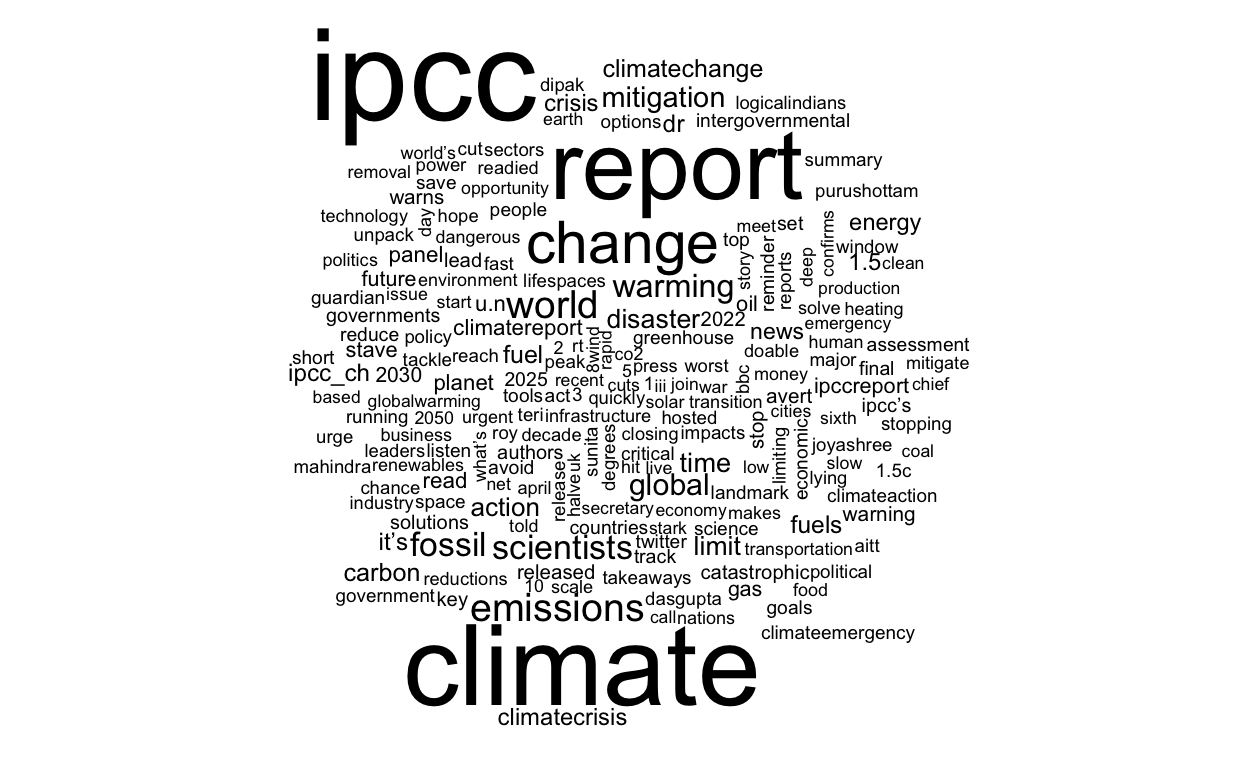 ipcc
climatechange
dipak
crisis mitigation logicalindians
earth options dr intergovernmental
report
world's cut sectors
summary
removal power readied
save opportunity
purushottam
warns
technology day hope people
change
meet set confirms energy
unpack dangerous
top story reminder reports deep window
politics panel lead fast
1.5 clean
future environment lifespaces warming
production
guardian issue start u.n world oil solve heating
governments climatereport disaster 2022 emergency
reduce policy greenhouse news human assessment
short stave tackle reach fuel peak 2 rt 8 wind rapid co2 doable major final mitigate
ipcc_ch 2030 planet 2025 recent 5 press worst bbc money ipccreport chief
cuts 1 iii join war
based globalwarming tools act 3 quickly solar transition avert ipcc's
running 2050 urgent teri infrastructure hosted stop cities sixth stopping
urge business what's roy decade sunita degrees closing impacts limiting economics joyashree coal
leaders listen authors critical
mahindra renewables avoid hit live time low slow 1.5c
chance read net april release halve uk global landmark lying climateaction
industry space action secretary economy makes fuels warning
solutions told countries stark science
it's fossil scientists twitter limit transportation aitt
track
carbon reductions released takeaways catastrophic political
10 scale
government key emissions dasgupta gas food
call nations goals
climateemergency
climate
climatecrisis